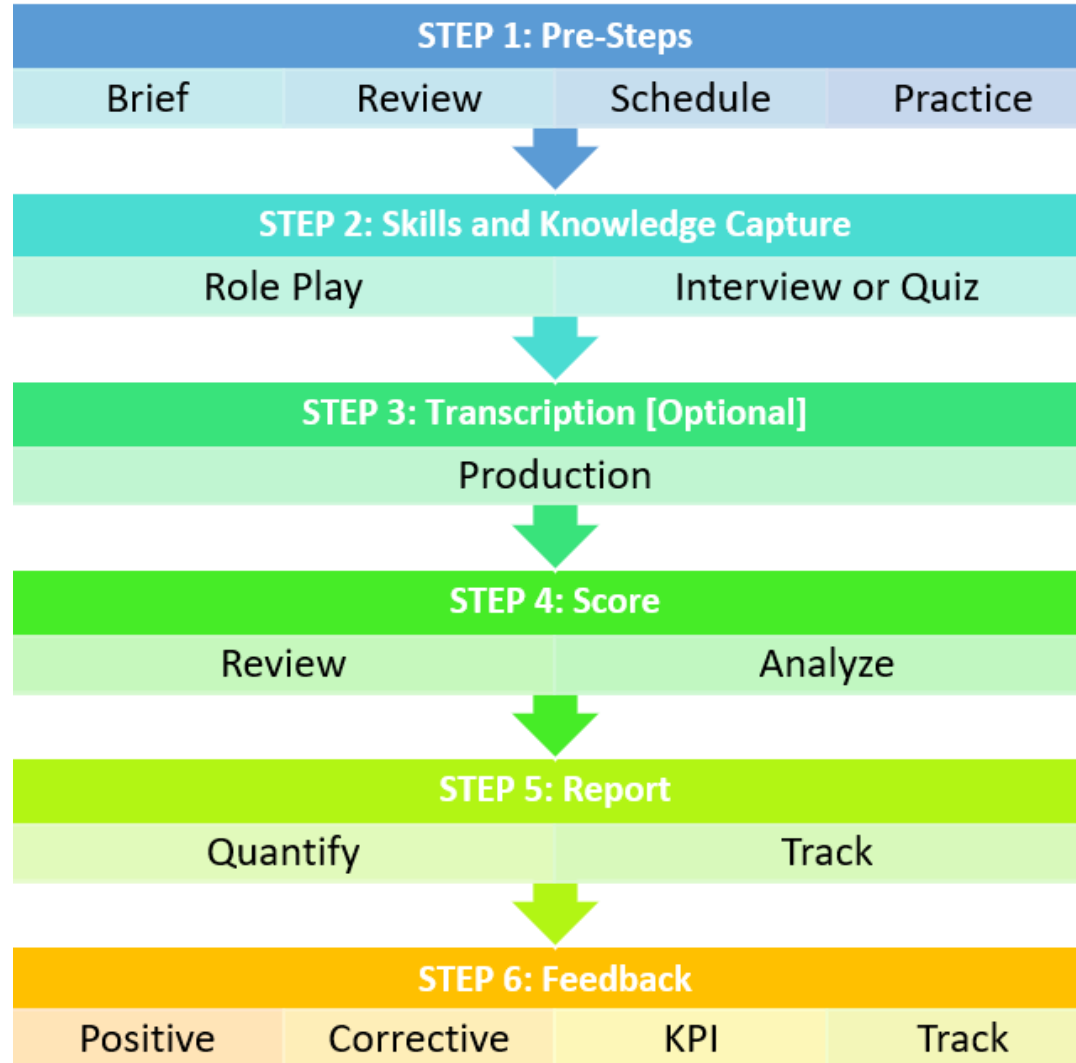 STEP 1: Pre-Steps
Brief Review Schedule Practice
STEP 2: Skills and Knowledge Capture
Role Play Interview or Quiz
STEP 3: Transcription [Optional]
Production
STEP 4: Score
Review Analyze
STEP 5: Report
Quantify Track
STEP 6: Feedback
Positive Corrective KPI Track